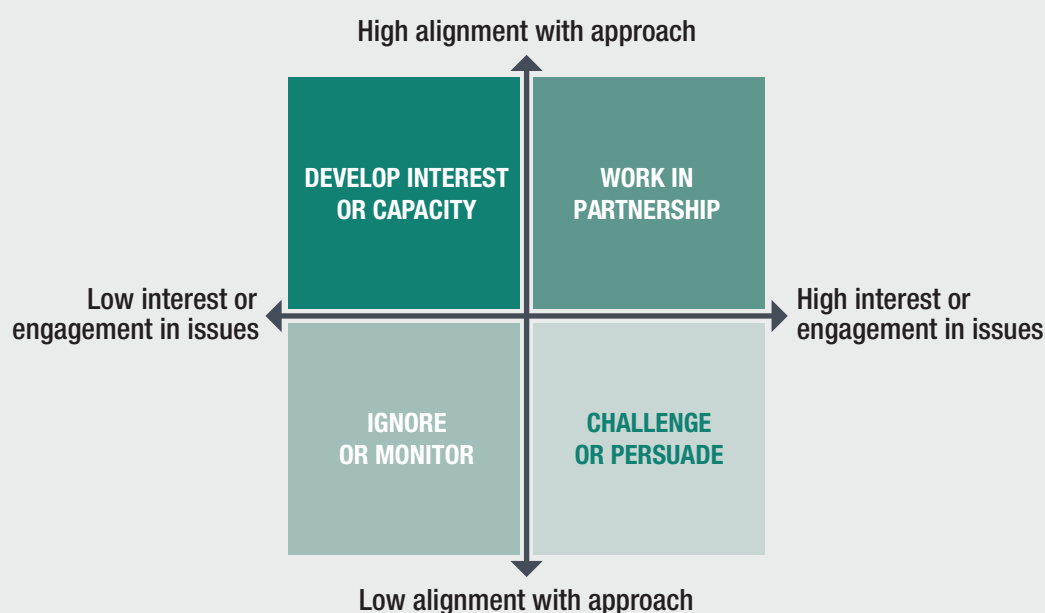 High alignment with approach
DEVELOP INTEREST
OR CAPACITY
WORK IN
PARTNERSHIP
Low interest or
engagement in issues
High interest or
engagement in issues
IGNORE
OR MONITOR
CHALLENGE
OR PERSUADE
Low alignment with approach